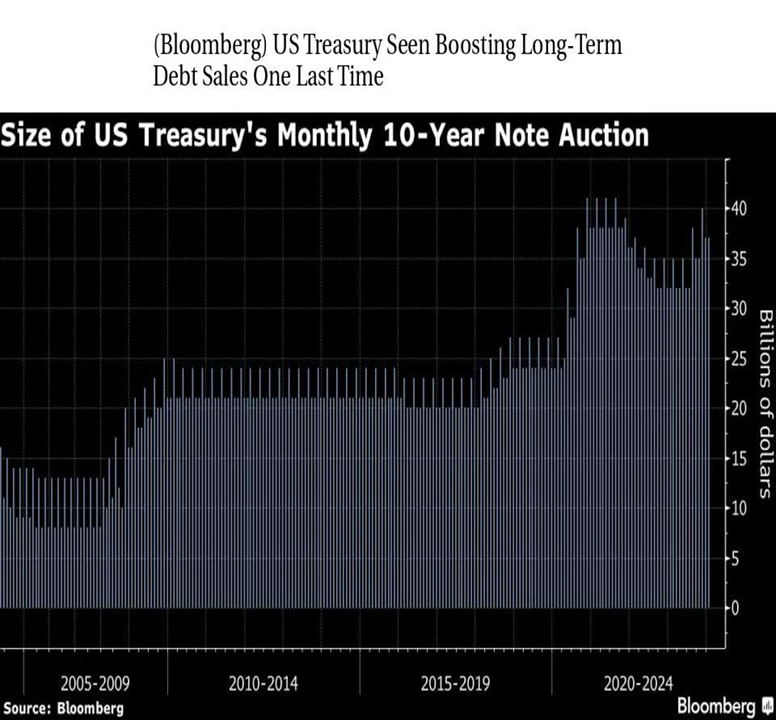 (Bloomberg) US Treasury Seen Boosting Long-Term
Debt Sales One Last Time
Size of US Treasury's Monthly 10-Year Note Auction
40
35
30
25
20
15
10
5
0
Billions of dollars
2005-2009
2010-2014
2015-2019
2020-2024
Source: Bloomberg
Bloomberg